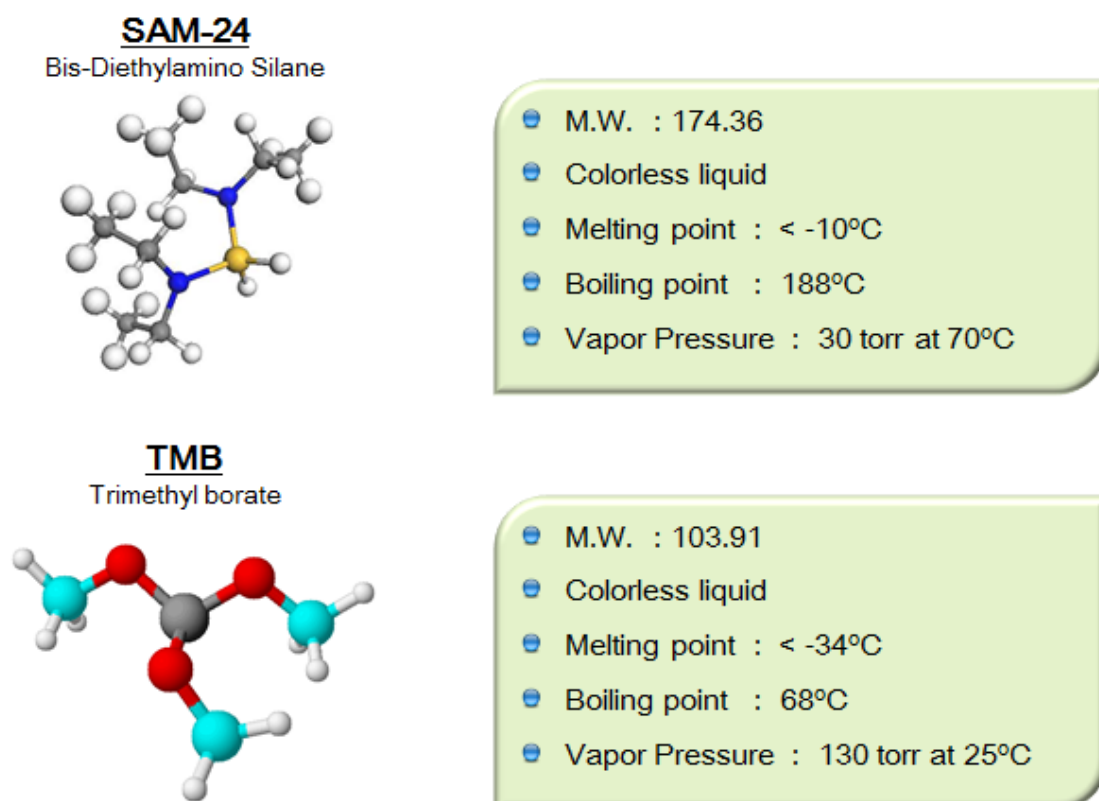 SAM-24
Bis-Diethylamino Silane
M.W. : 174.36
Colorless liquid
Melting point : < -10ºC
Boiling point : 188ºC
Vapor Pressure : 30 torr at 70ºC
TMB
Trimethyl borate
M.W. : 103.91
Colorless liquid
Melting point : < -34ºC
Boiling point : 68ºC
Vapor Pressure : 130 torr at 25ºC